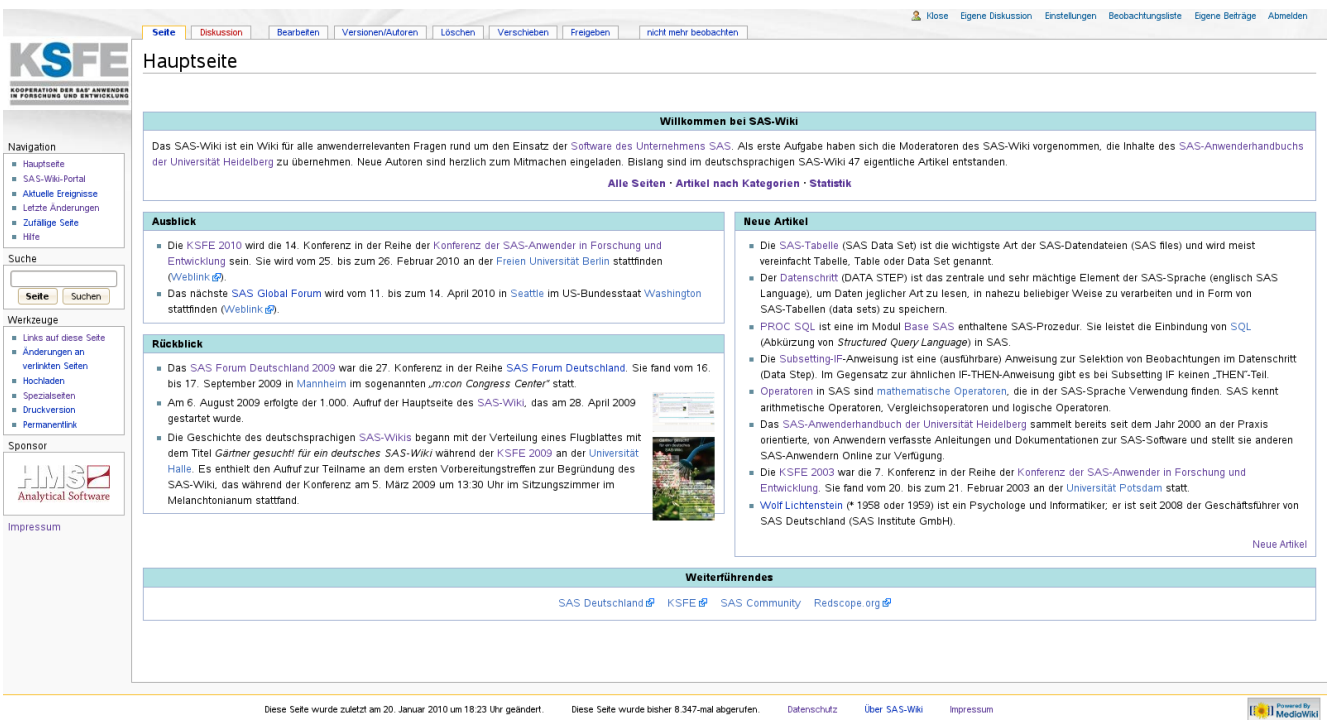 Klose Eigene Diskussion Einstellungen Beobachtungsliste Eigene Beiträge Abmelden
Seite Diskussion Bearbeiten Versionen/Autoren Löschen Verschieben Freigeben nicht mehr beobachten
KSFE
KOOPERATION DER SAS® ANWENDER
IN FORSCHUNG UND ENTWICKLUNG
Navigation
Hauptseite
SAS-Wiki-Portal
Aktuelle Ereignisse
Letzte Änderungen
Zufällige Seite
Hilfe
Suche
Seite Suchen
Werkzeuge
Links auf diese Seite
Änderungen an
verlinkten Seiten
Hochladen
Spezialseiten
Druckversion
Permanentlink
Sponsor
HMS
Analytical Software
Impressum
Hauptseite
Willkommen bei SAS-Wiki
Das SAS-Wiki ist ein Wiki für alle anwenderrelevanten Fragen rund um den Einsatz der Software des Unternehmens SAS. Als erste Aufgabe haben sich die Moderatoren des SAS-Wiki vorgenommen, die Inhalte des SAS-Anwenderhandbuchs
der Universität Heidelberg zu übernehmen. Neue Autoren sind herzlich zum Mitmachen eingeladen. Bislang sind im deutschsprachigen SAS-Wiki 47 eigentliche Artikel entstanden.
Alle Seiten · Artikel nach Kategorien · Statistik
Ausblick
Die KSFE 2010 wird die 14. Konferenz in der Reihe der Konferenz der SAS-Anwender in Forschung und
Entwicklung sein. Sie wird vom 25. bis zum 26. Februar 2010 an der Freien Universität Berlin stattfinden
(Weblink).
Das nächste SAS Global Forum wird vom 11. bis zum 14. April 2010 in Seattle im US-Bundesstaat Washington
stattfinden (Weblink).
Rückblick
Das SAS Forum Deutschland 2009 war die 27. Konferenz in der Reihe SAS Forum Deutschland. Sie fand vom 16.
bis 17. September 2009 in Mannheim im sogenannten „m:con Congress Center" statt.
Am 6. August 2009 erfolgte der 1.000. Aufruf der Hauptseite des SAS-Wiki, das am 28. April 2009
gestartet wurde.
Die Geschichte des deutschsprachigen SAS-Wikis begann mit der Verteilung eines Flugblattes mit
dem Titel Gärtner gesucht! für ein deutsches SAS-Wiki während der KSFE 2009 an der Universität
Halle. Es enthielt den Aufruf zur Teilname an dem ersten Vorbereitungstreffen zur Begründung des
SAS-Wiki, das während der Konferenz am 5. März 2009 um 13:30 Uhr im Sitzungszimmer im
Melanchtonianum stattfand.
Neue Artikel
Die SAS-Tabelle (SAS Data Set) ist die wichtigste Art der SAS-Datendateien (SAS files) und wird meist
vereinfacht Tabelle, Table oder Data Set genannt.
Der Datenschritt (DATA STEP) ist das zentrale und sehr mächtige Element der SAS-Sprache (englisch SAS
Language), um Daten jeglicher Art zu lesen, in nahezu beliebiger Weise zu verarbeiten und in Form von
SAS-Tabellen (data sets) zu speichern.
PROC SQL ist eine im Modul Base SAS enthaltene SAS-Prozedur. Sie leistet die Einbindung von SQL
(Abkürzung von Structured Query Language) in SAS.
Die Subsetting-IF-Anweisung ist eine (ausführbare) Anweisung zur Selektion von Beobachtungen im Datenschritt
(Data Step). Im Gegensatz zur ähnlichen IF-THEN-Anweisung gibt es bei Subsetting IF keinen „THEN"-Teil.
Operatoren in SAS sind mathematische Operatoren, die in der SAS-Sprache Verwendung finden. SAS kennt
arithmetische Operatoren, Vergleichsoperatoren und logische Operatoren.
Das SAS-Anwenderhandbuch der Universität Heidelberg sammelt bereits seit dem Jahr 2000 an der Praxis
orientierte, von Anwendern verfasste Anleitungen und Dokumentationen zur SAS-Software und stellt sie anderen
SAS-Anwendern Online zur Verfügung.
Die KSFE 2003 war die 7. Konferenz in der Reihe der Konferenz der SAS-Anwender in Forschung und
Entwicklung. Sie fand vom 20. bis zum 21. Februar 2003 an der Universität Potsdam statt.
Wolf Lichtenstein (* 1958 oder 1959) ist ein Psychologe und Informatiker; er ist seit 2008 der Geschäftsführer von
SAS Deutschland (SAS Institute GmbH).
Neue Artikel
Weiterführendes
SAS Deutschland KSFE SAS Community Redscope.org
Diese Seite wurde zuletzt am 20. Januar 2010 um 18:23 Uhr geändert. Diese Seite wurde bisher 8.347-mal abgerufen. Datenschutz Über SAS-Wiki Impressum
Powered By
MediaWiki